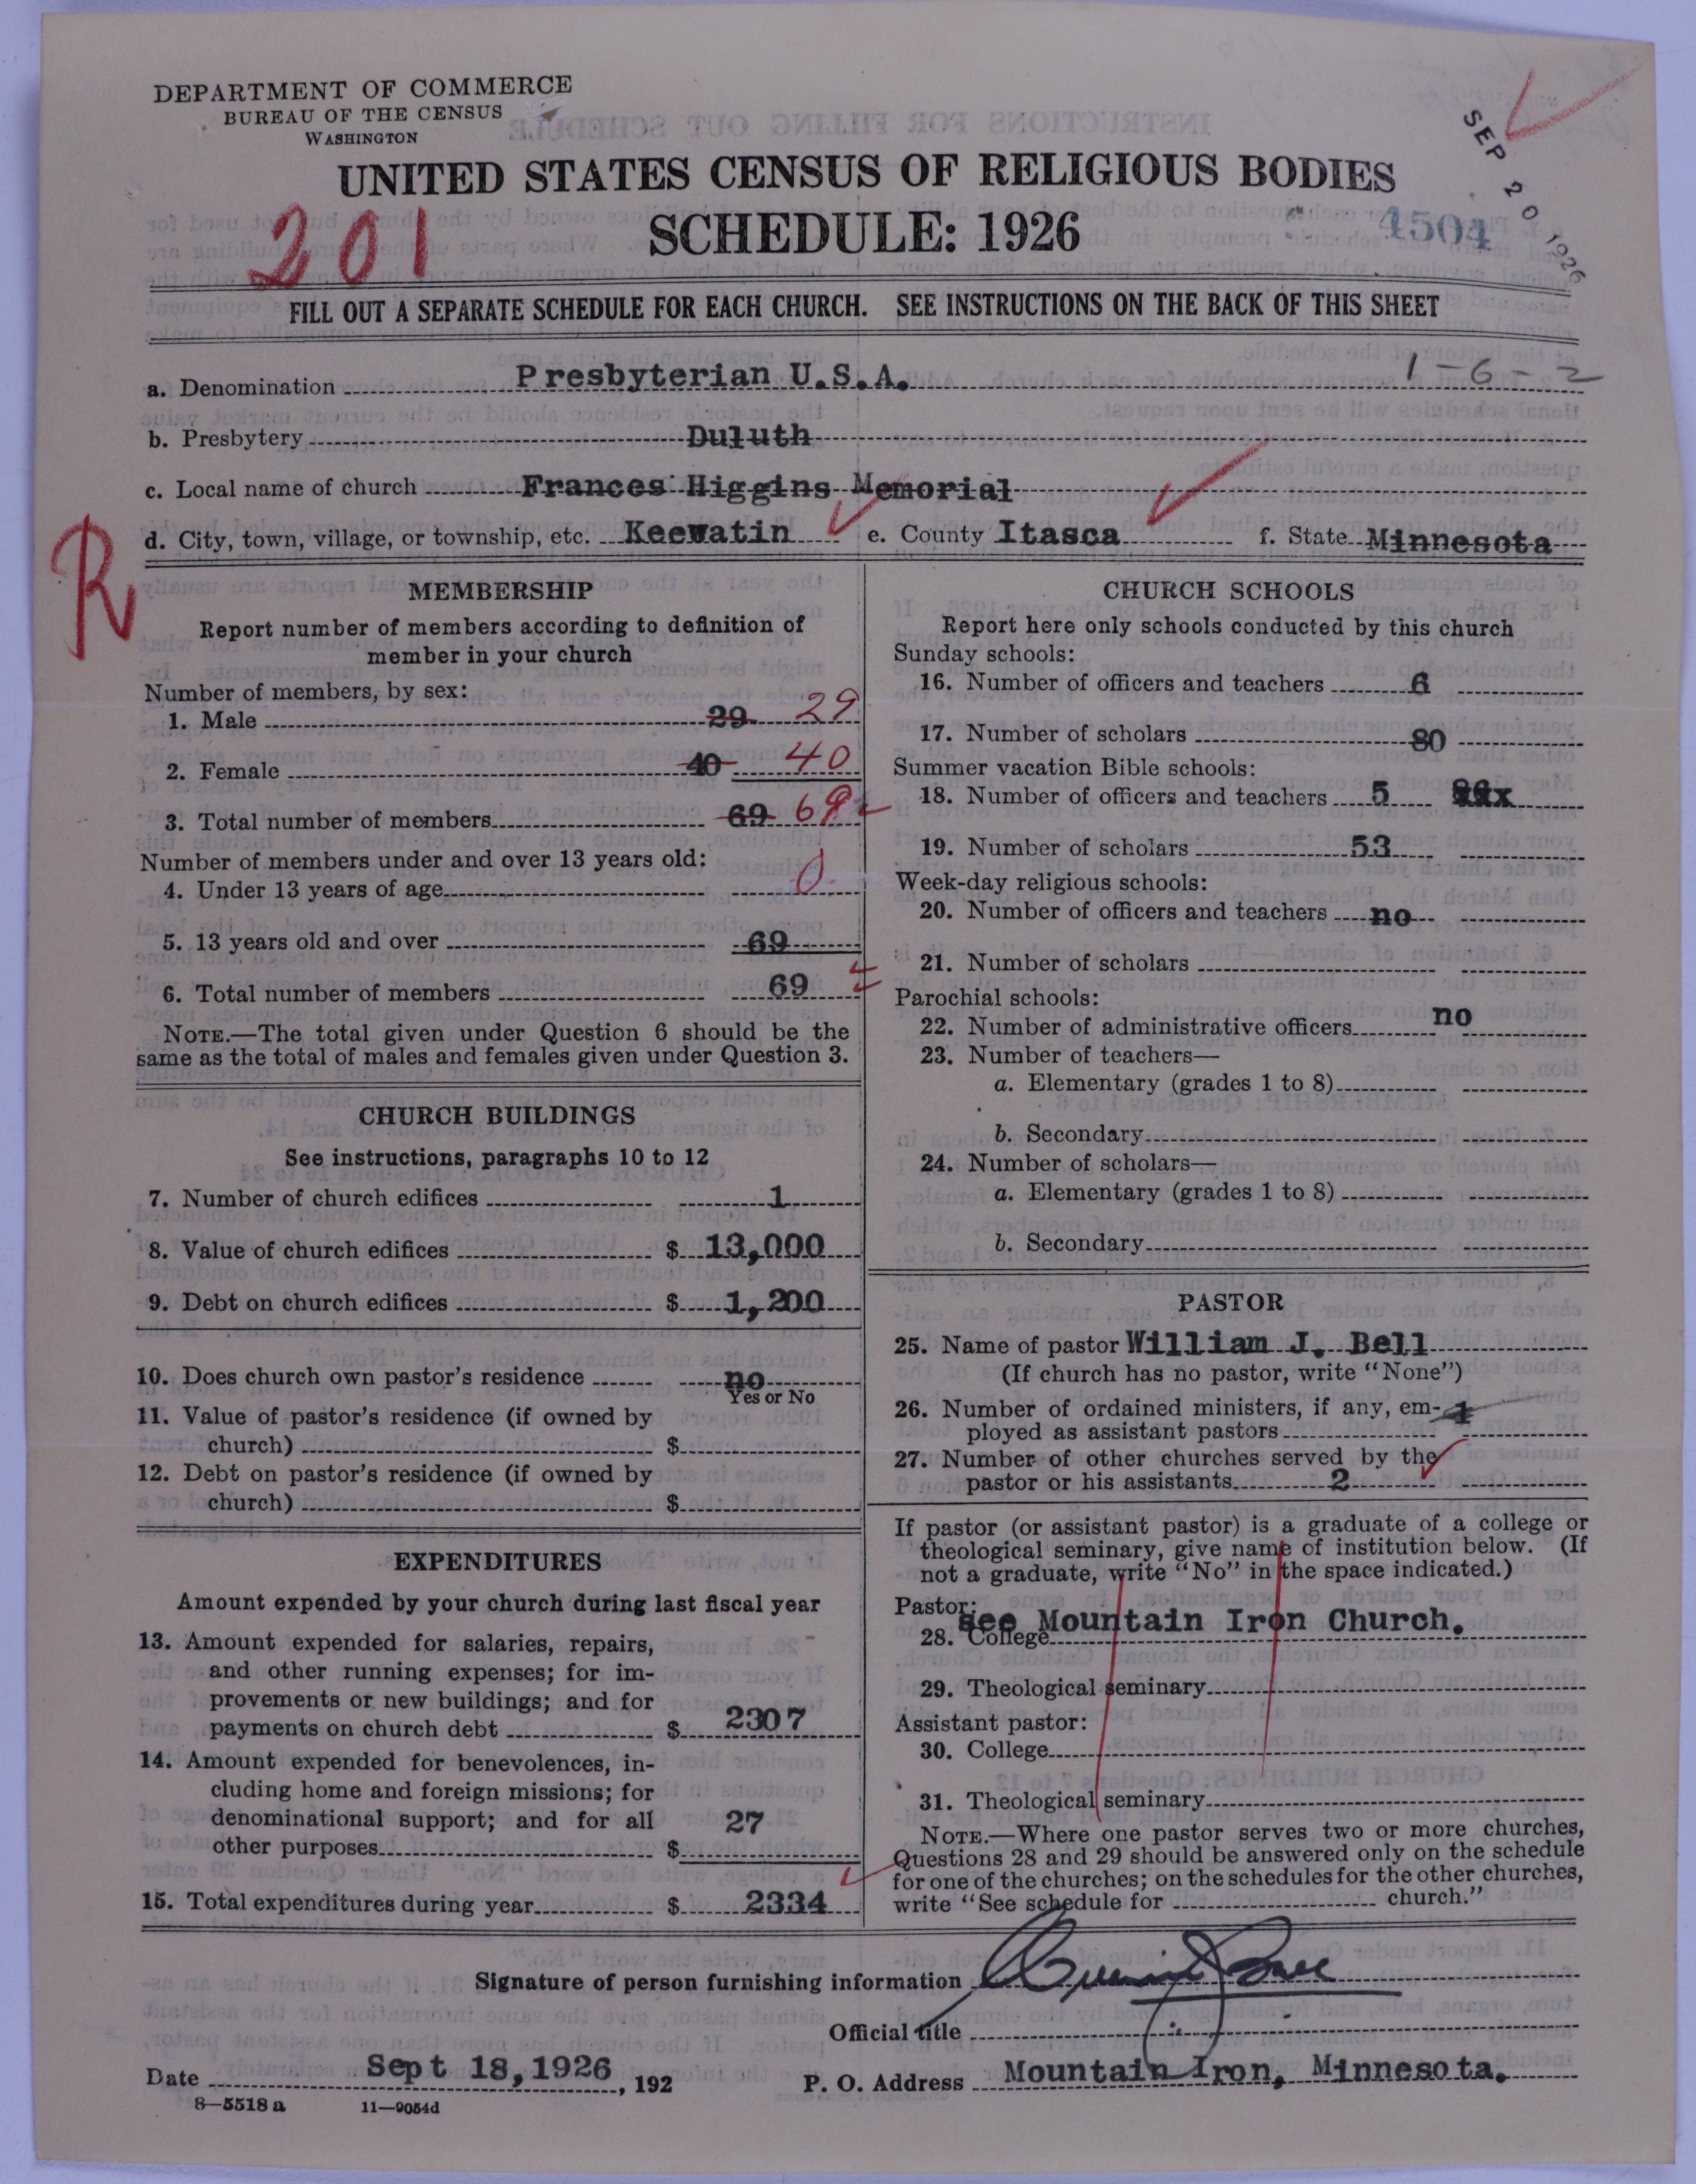 DEPARTMENT OF COMMERCE
BUREAU OF THE CENSUS
WASHINGTON
UNITED STATES CENSUS OF RELIGIOUS BODIES
SCHEDULE: 1926
201
4504
SEP 20 1926
FILL OUT A SEPARATE SCHEDULE FOR EACH CHURCH. SEE INSTRUCTIONS ON THE BACK OF THIS SHEET
a. Denomination Presbyterian U.S.A. 1-6-2
b. Presbytery Duluth
c. Local name of church Frances Higgins Memorial
d. City, town, village, or township, etc. Keewatin e. County Itasca f. State Minnesota
R
MEMBERSHIP
Report number of members according to definition of
member in your church
Number of members, by sex:
1. Male 29 29
2. Female 40 40
3. Total number of members 69 69
Number of members under and over 13 years old:
4. Under 13 years of age 0
5. 13 years old and over 69
6. Total number of members 69
NOTE.—The total given under Question 6 should be the
same as the total of males and females given under Question 3.
CHURCH BUILDINGS
See instructions, paragraphs 10 to 12
7. Number of church edifices 1
8. Value of church edifices $ 13,000
9. Debt on church edifices $ 1,200
10. Does church own pastor's residence no
Yes or No
11. Value of pastor's residence (if owned by
church) $
12. Debt on pastor's residence (if owned by
church) $
EXPENDITURES
Amount expended by your church during last fiscal year
13. Amount expended for salaries, repairs,
and other running expenses; for im-
provements or new buildings; and for
payments on church debt $ 2307
14. Amount expended for benevolences, in-
cluding home and foreign missions; for
denominational support; and for all
other purposes $ 27
15. Total expenditures during year $ 2334
CHURCH SCHOOLS
Report here only schools conducted by this church
Sunday schools:
16. Number of officers and teachers 6
17. Number of scholars 80
Summer vacation Bible schools:
18. Number of officers and teachers 5
19. Number of scholars 53
Week-day religious schools:
20. Number of officers and teachers no
21. Number of scholars
Parochial schools:
22. Number of administrative officers no
23. Number of teachers—
a. Elementary (grades 1 to 8)
b. Secondary
24. Number of scholars—
a. Elementary (grades 1 to 8)
b. Secondary
PASTOR
25. Name of pastor William J. Bell
(If church has no pastor, write "None")
26. Number of ordained ministers, if any, em- 1
ployed as assistant pastors
27. Number of other churches served by the
pastor or his assistants 2
If pastor (or assistant pastor) is a graduate of a college or
theological seminary, give name of institution below. (If
not a graduate, write "No" in the space indicated.)
Pastor:
see Mountain Iron Church.
28. College
29. Theological seminary
Assistant pastor:
30. College
31. Theological seminary
NOTE.—Where one pastor serves two or more churches,
Questions 28 and 29 should be answered only on the schedule
for one of the churches; on the schedules for the other churches,
write "See schedule for church."
Signature of person furnishing information
Official title
Date Sept 18,1926, 192 P. O. Address Mountain Iron, Minnesota.
8—5518 a 11—9054d